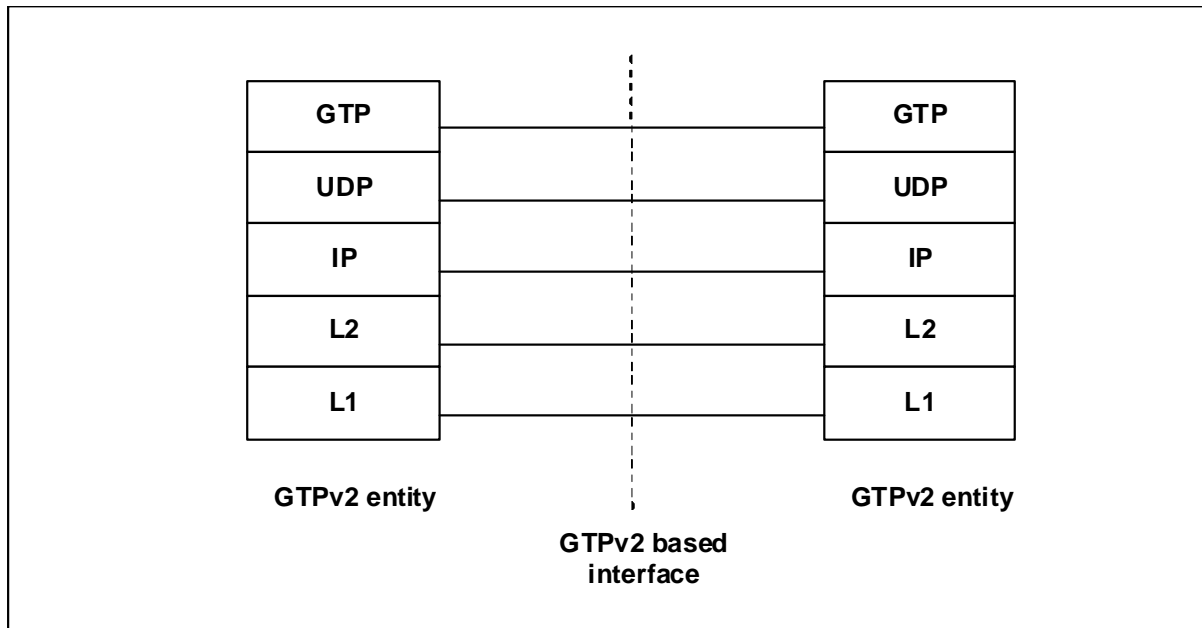 GTP
GTP
UDP
UDP
IP
IP
L2
L2
L1
L1
GTPv2 entity
GTPv2 entity
GTPv2 based
interface